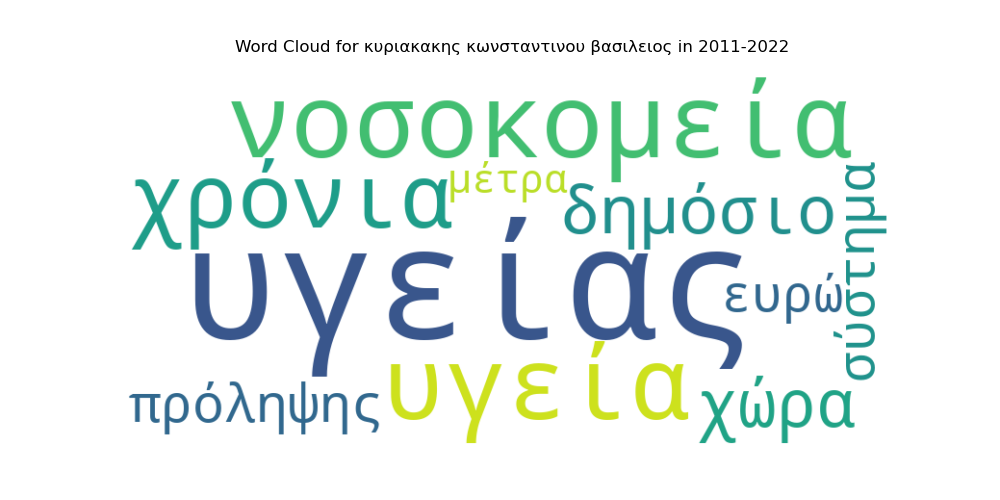 Word Cloud for κυριακακης κωνσταντινου βασιλειος in 2011-2022
νοσοκομεία
χρόνια
μέτρα
δημόσιο
σύστημα
υγείας
ευρώ
πρόληψης
υγεία
χώρα